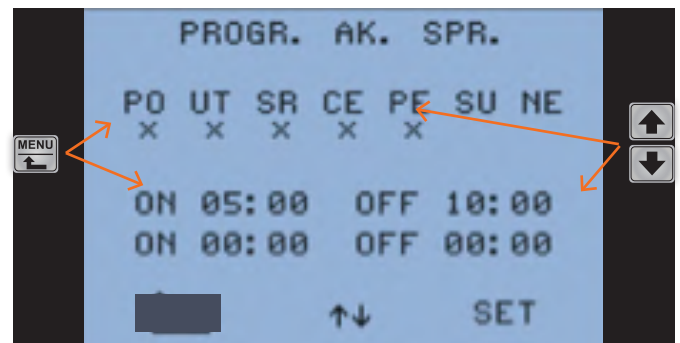 PROGR. AK. SPR.
PO UT SR CE PE SU NE
× × × × ×
MENU
ON 05:00 OFF 10:00
ON 00:00 OFF 00:00
↑↓ SET